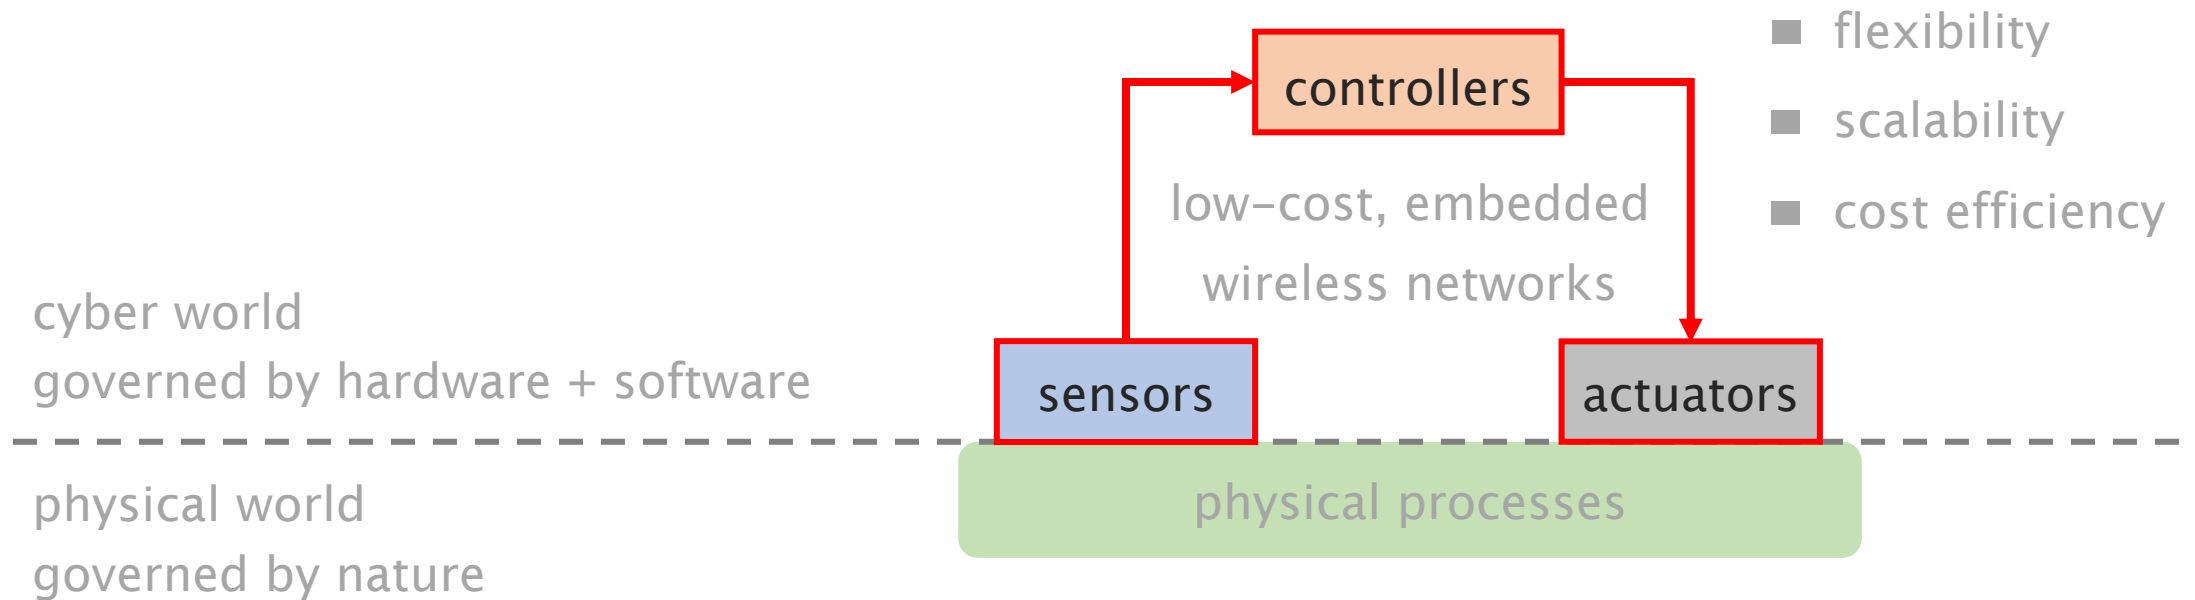 flexibility
controllers
scalability
low-cost, embedded
cost efficiency
wireless networks
cyber world
governed by hardware + software
sensors
actuators
physical world
physical processes
governed by nature